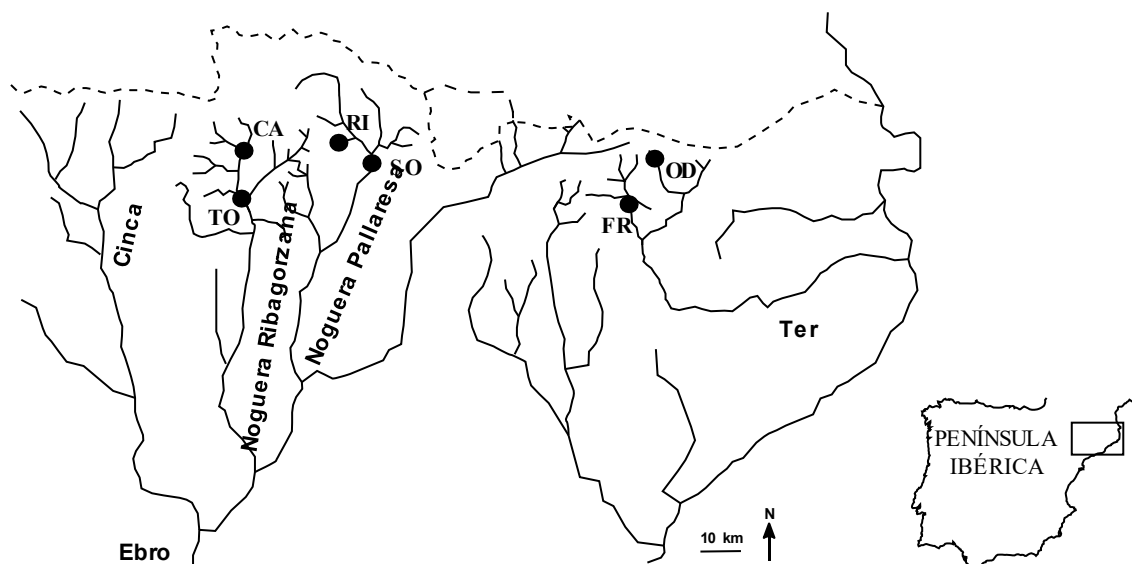 CA
RI
SO
OD
TO
FR
Cinca
Noguera Ribagorzana
Noguera Pallaresa
Ter
Ebro
10 km
N
PENÍNSULA
IBÉRICA